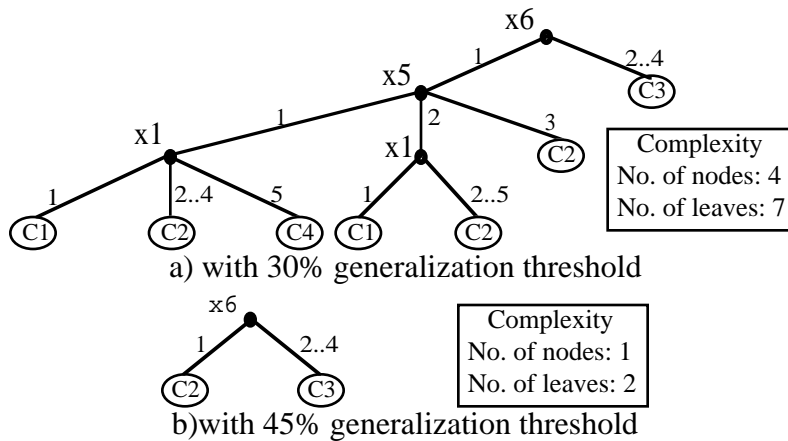 x6
1
2..4
x5
C3
1
2
3
x1
x1
C2
Complexity
No. of nodes: 4
No. of leaves: 7
1
2..4
5
1
2..5
C1
C2
C4
C1
C2
a) with 30% generalization threshold
x6
1
2..4
C2
C3
Complexity
No. of nodes: 1
No. of leaves: 2
b)with 45% generalization threshold